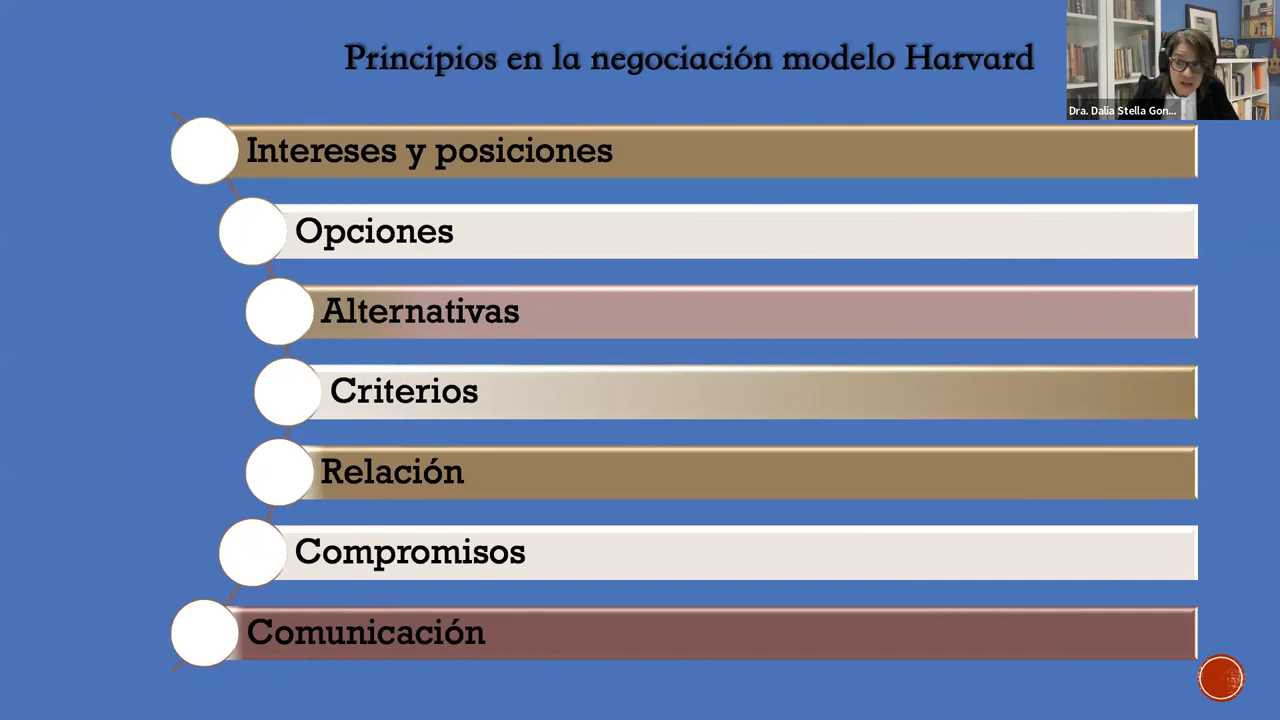 Principios en la negociación modelo Harvard
Dra. Dalia Stella Gon...
Intereses y posiciones
Opciones
Alternativas
Criterios
Relación
Compromisos
Comunicación